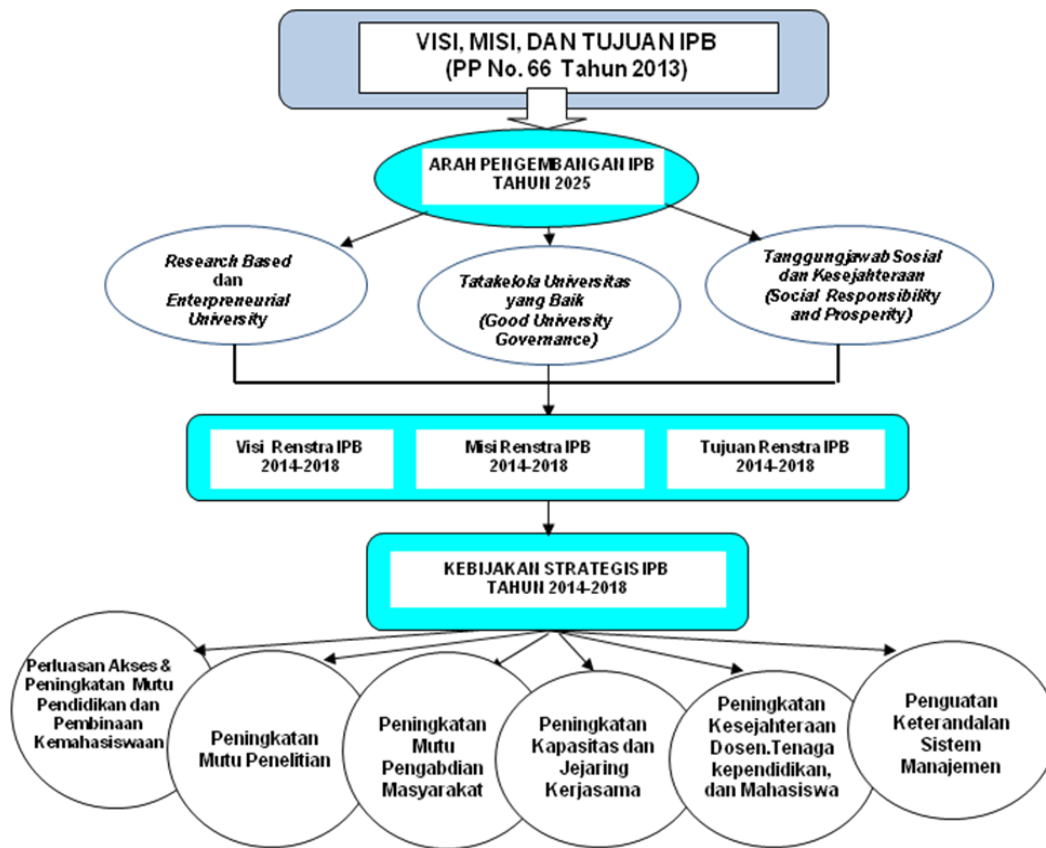 VISI, MISI, DAN TUJUAN IPB
(PP No. 66 Tahun 2013)
ARAH PENGEMBANGAN IPB
TAHUN 2025
Research Based
dan
Enterpreneurial
University
Tatakelola Universitas
yang Baik
(Good University
Governance)
Tanggungjawab Sosial
dan Kesejahteraan
(Social Responsibility
and Prosperity)
Visi Renstra IPB
2014-2018
Misi Renstra IPB
2014-2018
Tujuan Renstra IPB
2014-2018
KEBIJAKAN STRATEGIS IPB
TAHUN 2014-2018
Perluasan Akses &
Peningkatan Mutu
Pendidikan dan
Pembinaan
Kemahasiswaan
Peningkatan
Mutu Penelitian
Peningkatan
Mutu
Pengabdian
Masyarakat
Peningkatan
Kapasitas dan
Jejaring
Kerjasama
Peningkatan
Kesejahteraan
Dosen.Tenaga
kependidikan,
dan Mahasiswa
Penguatan
Keterandalan
Sistem
Manajemen